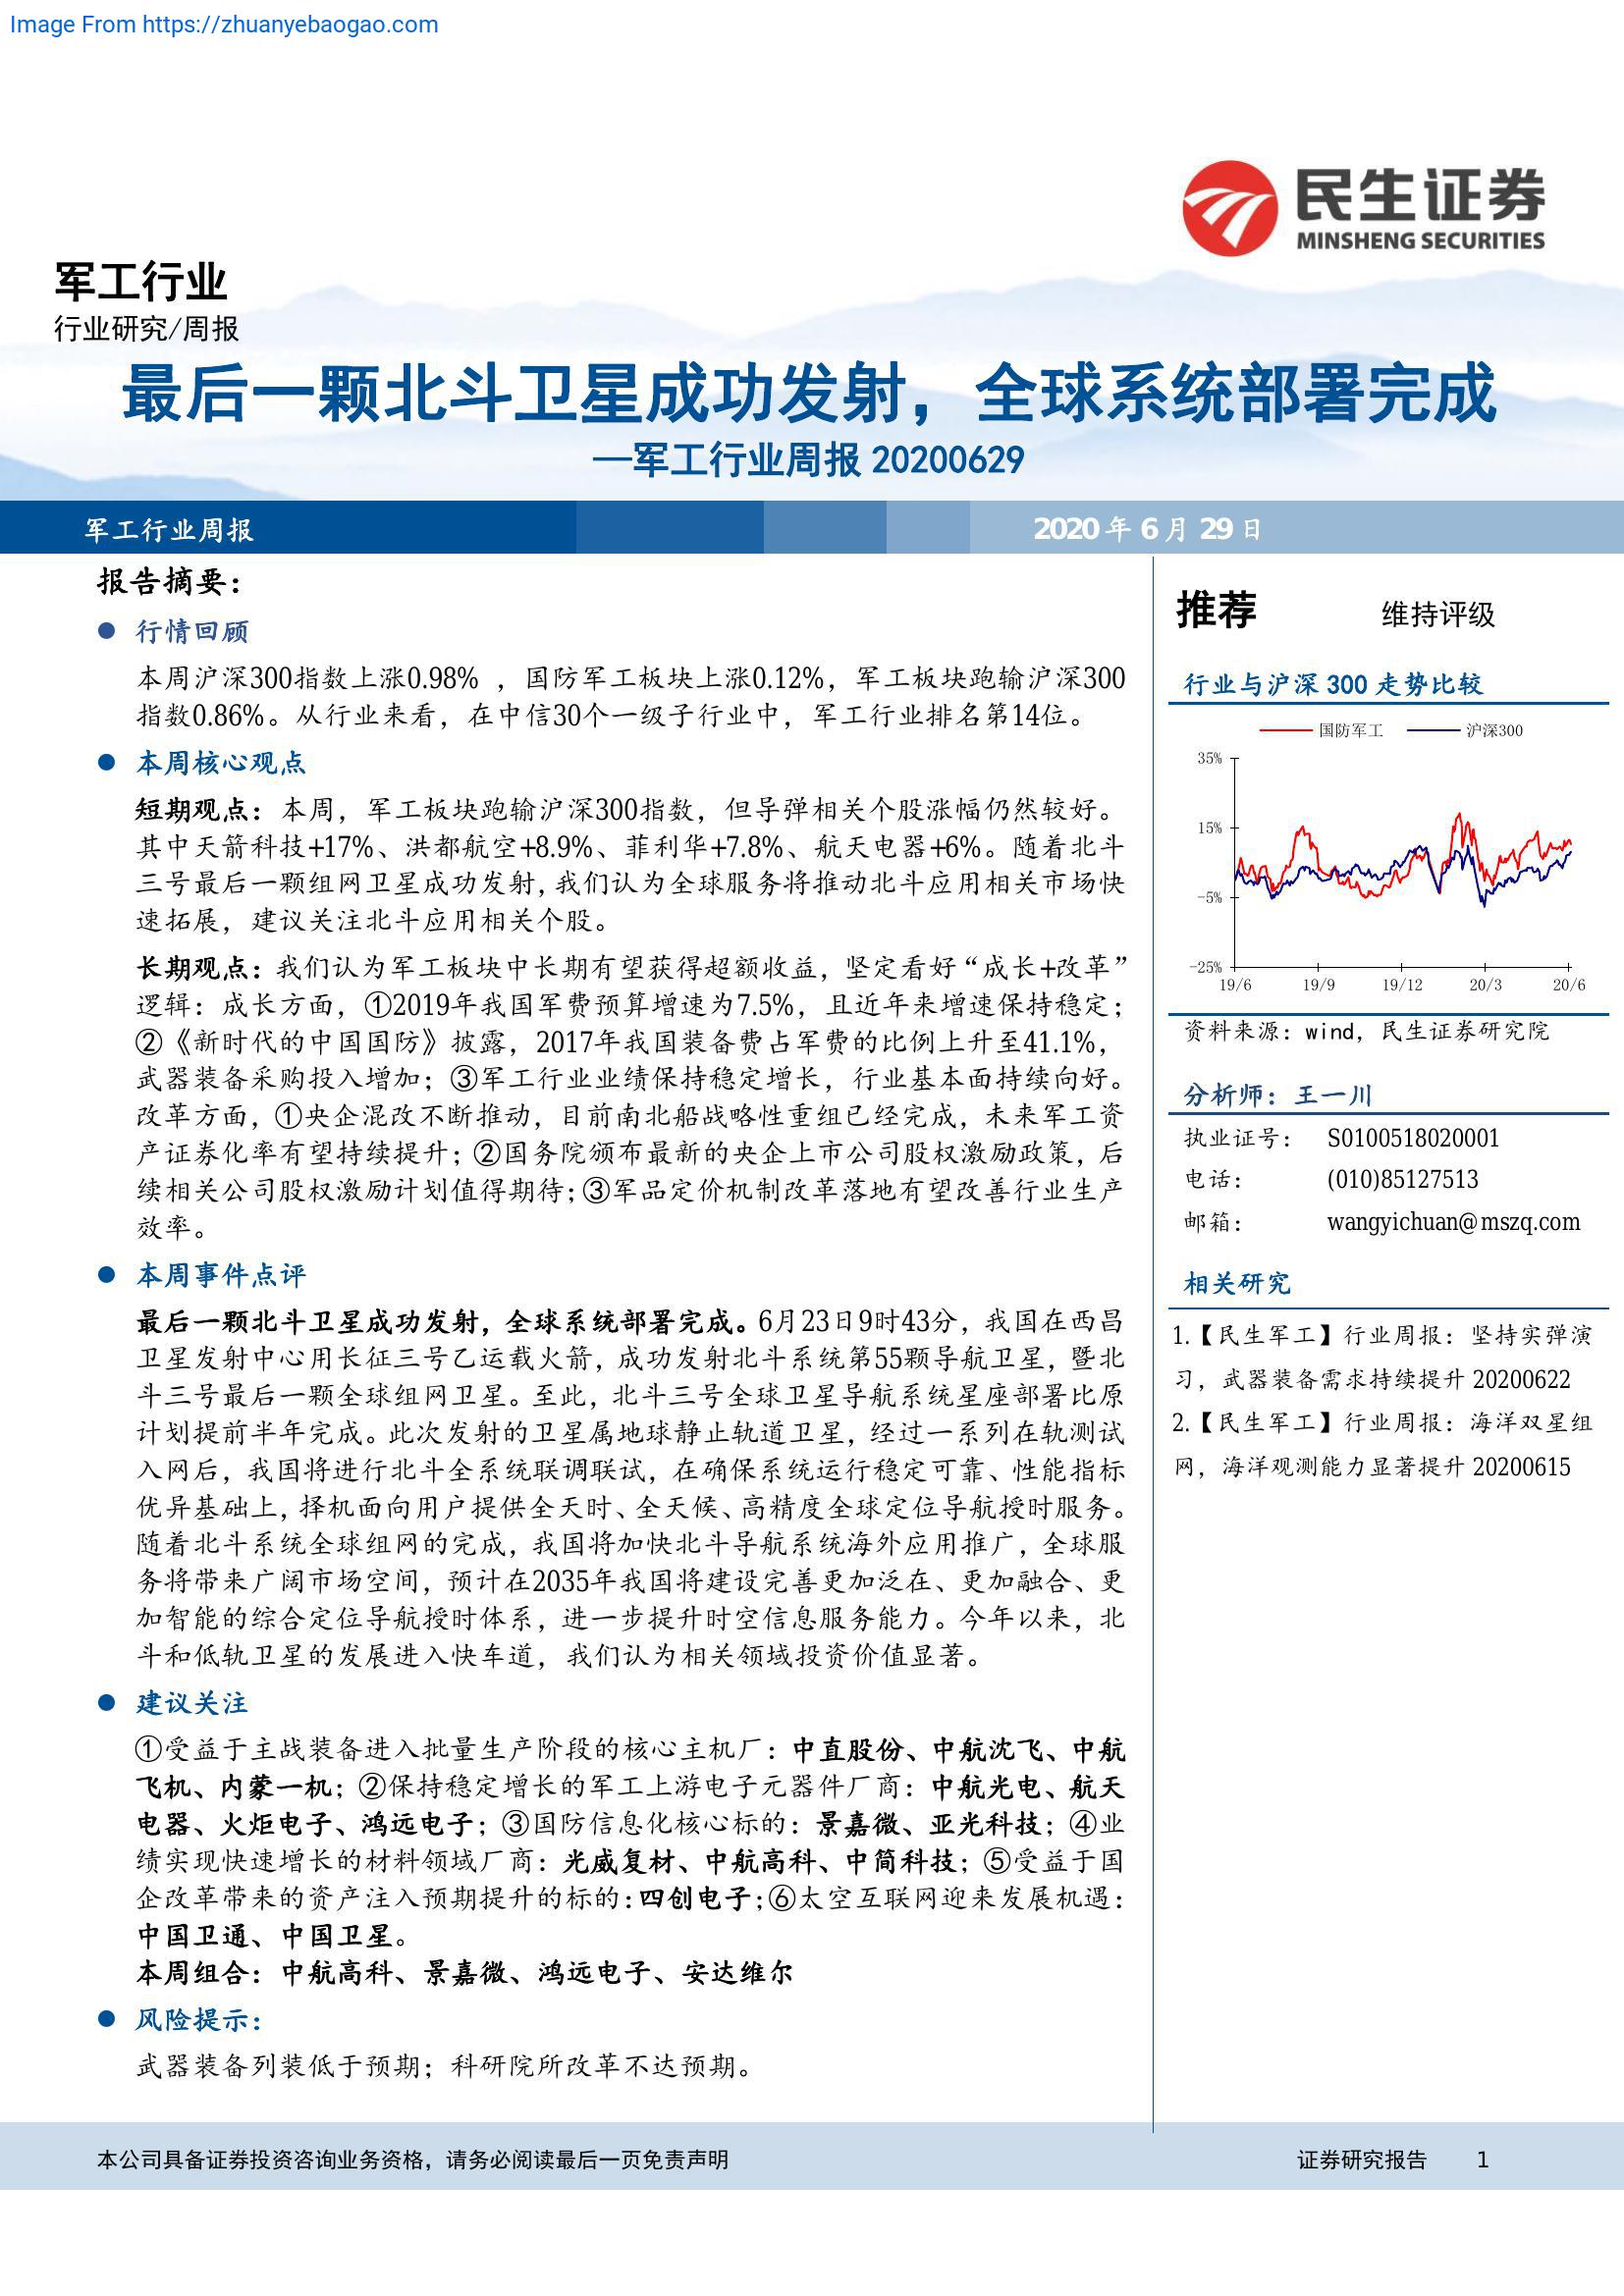 Image From https://zhuanyebaogao.com
民生证券
MINSHENG SECURITIES
军工行业
行业研究/周报
最后一颗北斗卫星成功发射，全球系统部署完成
—军工行业周报 20200629
军工行业周报
2020 年 6 月 29 日
报告摘要：
● 行情回顾
本周沪深300指数上涨0.98% ，国防军工板块上涨0.12%，军工板块跑输沪深300
指数0.86%。从行业来看，在中信30个一级子行业中，军工行业排名第14位。
● 本周核心观点
短期观点：本周，军工板块跑输沪深300指数，但导弹相关个股涨幅仍然较好。
其中天箭科技+17%、洪都航空+8.9%、菲利华+7.8%、航天电器+6%。随着北斗
三号最后一颗组网卫星成功发射，我们认为全球服务将推动北斗应用相关市场快
速拓展，建议关注北斗应用相关个股。
长期观点：我们认为军工板块中长期有望获得超额收益，坚定看好“成长+改革”
逻辑：成长方面，①2019年我国军费预算增速为7.5%，且近年来增速保持稳定；
②《新时代的中国国防》披露，2017年我国装备费占军费的比例上升至41.1%，
武器装备采购投入增加；③军工行业业绩保持稳定增长，行业基本面持续向好。
改革方面，①央企混改不断推动，目前南北船战略性重组已经完成，未来军工资
产证券化率有望持续提升；②国务院颁布最新的央企上市公司股权激励政策，后
续相关公司股权激励计划值得期待；③军品定价机制改革落地有望改善行业生产
效率。
● 本周事件点评
最后一颗北斗卫星成功发射，全球系统部署完成。6月23日9时43分，我国在西昌
卫星发射中心用长征三号乙运载火箭，成功发射北斗系统第55颗导航卫星，暨北
斗三号最后一颗全球组网卫星。至此，北斗三号全球卫星导航系统星座部署比原
计划提前半年完成。此次发射的卫星属地球静止轨道卫星，经过一系列在轨测试
入网后，我国将进行北斗全系统联调联试，在确保系统运行稳定可靠、性能指标
优异基础上，择机面向用户提供全天时、全天候、高精度全球定位导航授时服务。
随着北斗系统全球组网的完成，我国将加快北斗导航系统海外应用推广，全球服
务将带来广阔市场空间，预计在2035年我国将建设完善更加泛在、更加融合、更
加智能的综合定位导航授时体系，进一步提升时空信息服务能力。今年以来，北
斗和低轨卫星的发展进入快车道，我们认为相关领域投资价值显著。
● 建议关注
①受益于主战装备进入批量生产阶段的核心主机厂：中直股份、中航沈飞、中航
飞机、内蒙一机；②保持稳定增长的军工上游电子元器件厂商：中航光电、航天
电器、火炬电子、鸿远电子；③国防信息化核心标的：景嘉微、亚光科技；④业
绩实现快速增长的材料领域厂商：光威复材、中航高科、中简科技；⑤受益于国
企改革带来的资产注入预期提升的标的：四创电子；⑥太空互联网迎来发展机遇：
中国卫通、中国卫星。
本周组合：中航高科、景嘉微、鸿远电子、安达维尔
● 风险提示：
武器装备列装低于预期；科研院所改革不达预期。
推荐 维持评级
行业与沪深 300 走势比较
国防军工 沪深300
35%
15%
-5%
-25%
19/6 19/9 19/12 20/3 20/6
资料来源：wind，民生证券研究院
分析师：王一川
执业证号： S0100518020001
电话： (010)85127513
邮箱： wangyichuan@mszq.com
相关研究
1.【民生军工】行业周报：坚持实弹演
习，武器装备需求持续提升 20200622
2.【民生军工】行业周报：海洋双星组
网，海洋观测能力显著提升 20200615
本公司具备证券投资咨询业务资格，请务必阅读最后一页免责声明
证券研究报告 1